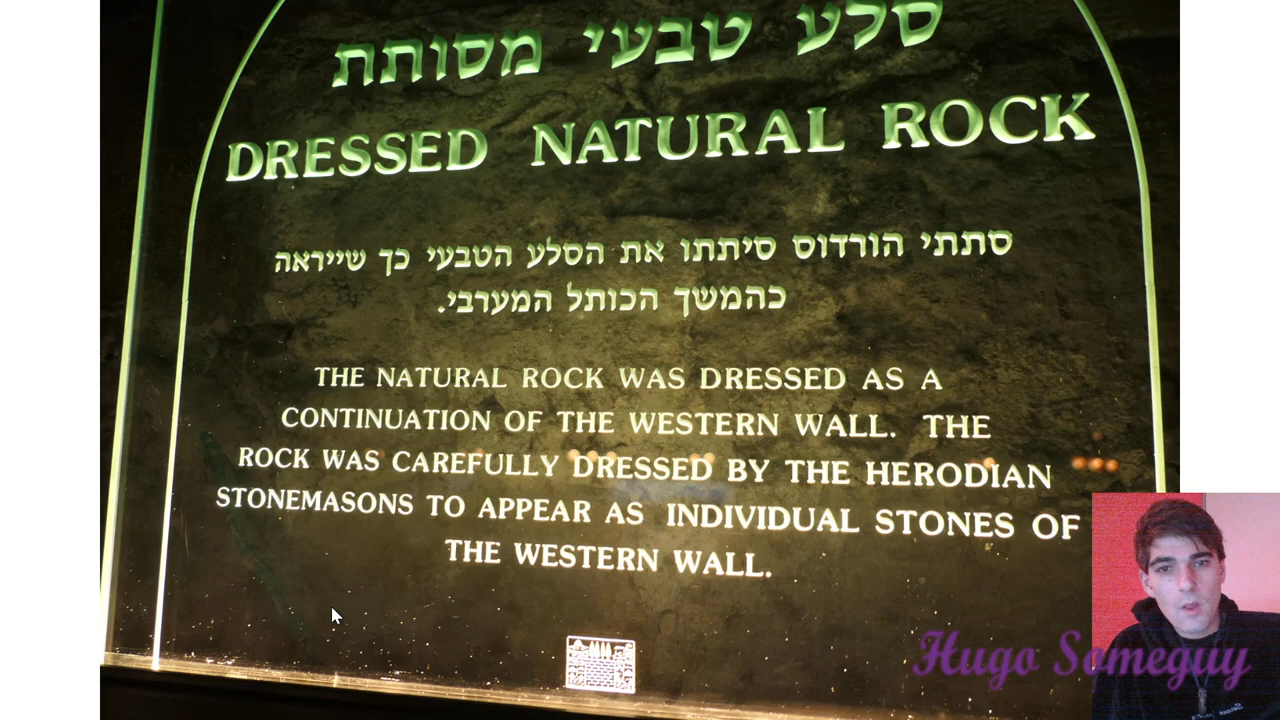 סלע טבעי מסותת
DRESSED NATURAL ROCK
סתתי הורדוס סיתתו את הסלע הטבעי כך שייראה
כהמשך הכותל המערבי.
THE NATURAL ROCK WAS DRESSED AS A
CONTINUATION OF THE WESTERN WALL. THE
ROCK WAS CAREFULLY DRESSED BY THE HERODIAN
STONEMASONS TO APPEAR AS INDIVIDUAL STONES OF
THE WESTERN WALL.
Hugo Someguy